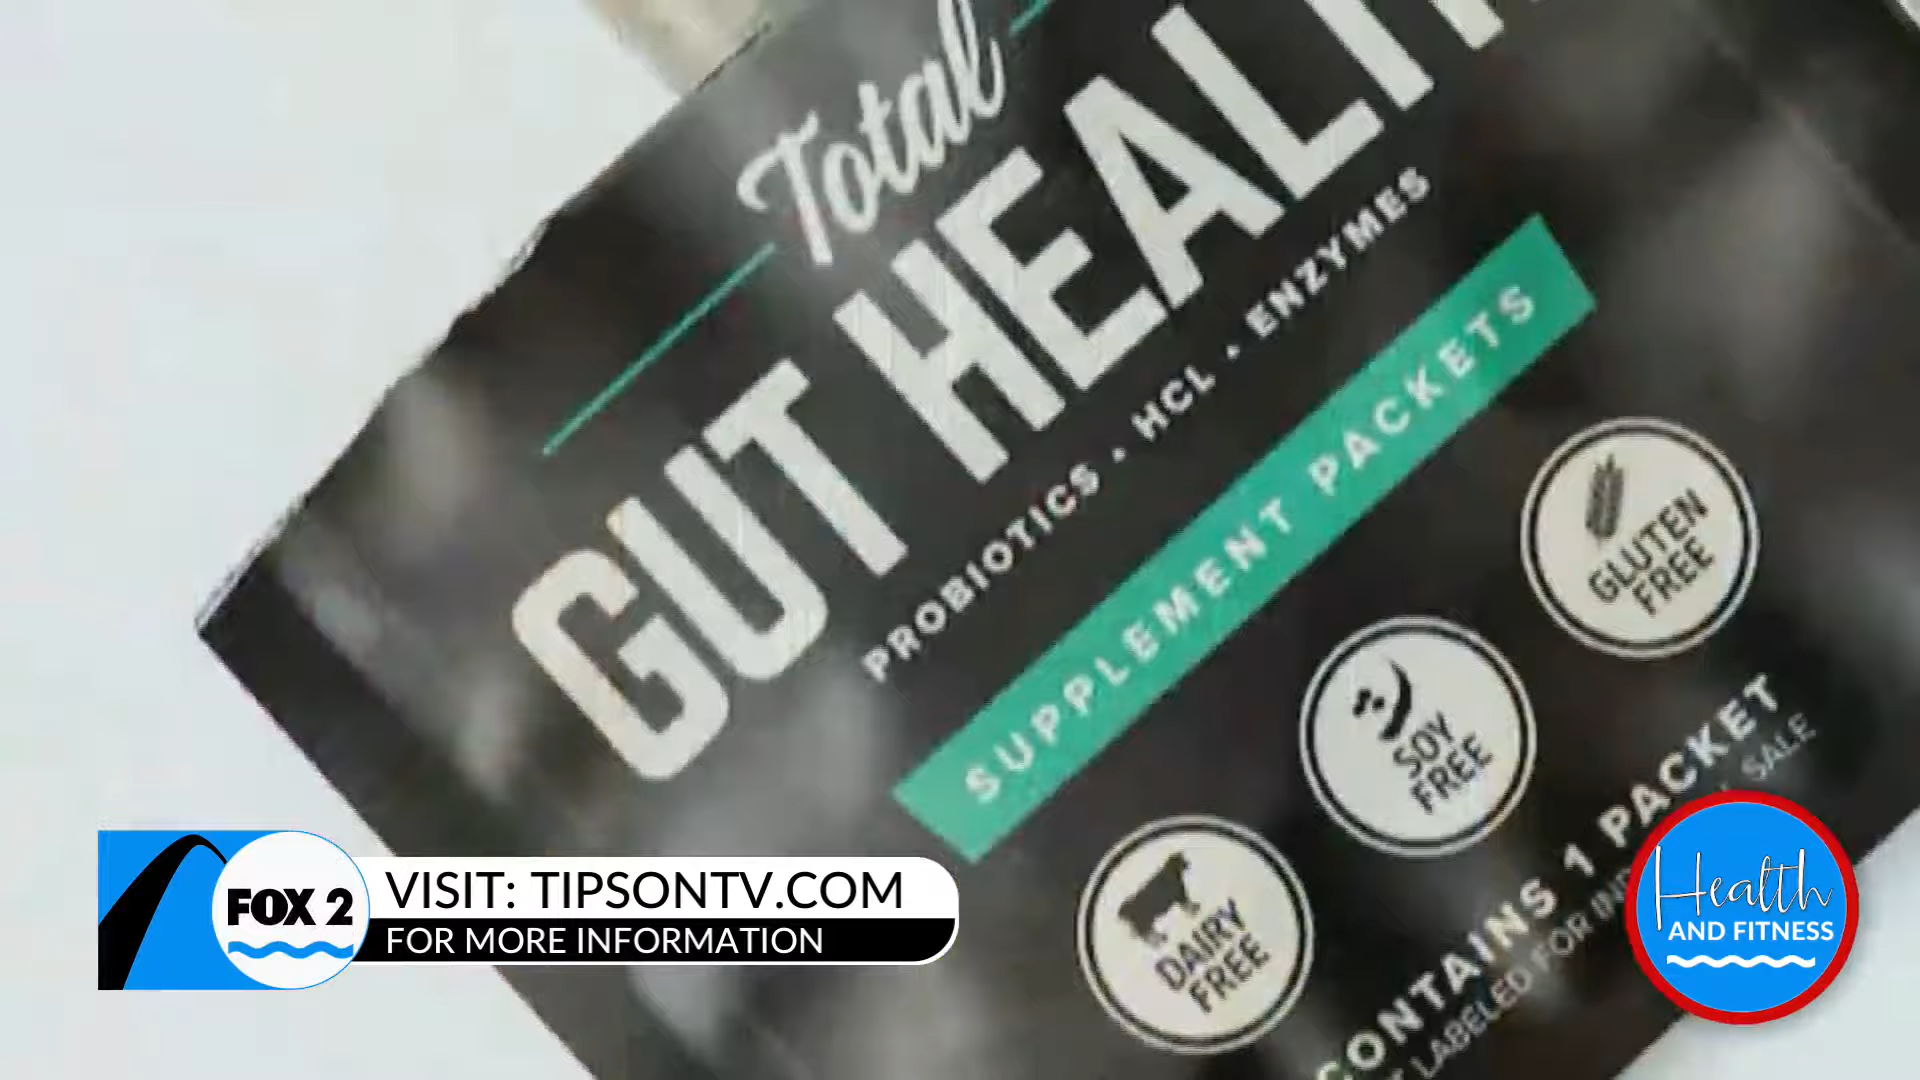 Total
GUT HEALTH
PROBIOTICS • HCL • ENZYMES
SUPPLEMENT PACKETS
GLUTEN
FREE
SOY
FREE
DAIRY
FREE
CONTAINS 1 PACKET
LABELED FOR SALE
FOX 2
VISIT: TIPSONTV.COM
FOR MORE INFORMATION
Health
AND FITNESS